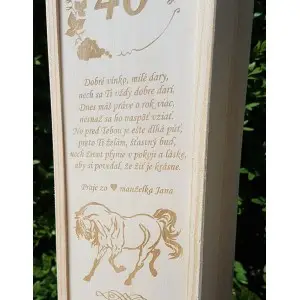 40
Dobré vínko, milé dary,
nech sa Ti vždy dobre darí.
Dnes máš práve o rok viac,
nesnaž sa ho naspäť vziať.
No pred Tebou je ešte dlhá púť,
preto Ti želám, šťastný buď,
nech život plynie v pokoji a láske,
aby si povedal, že žiť je krásne.
Praje za ♥ manželka Jana